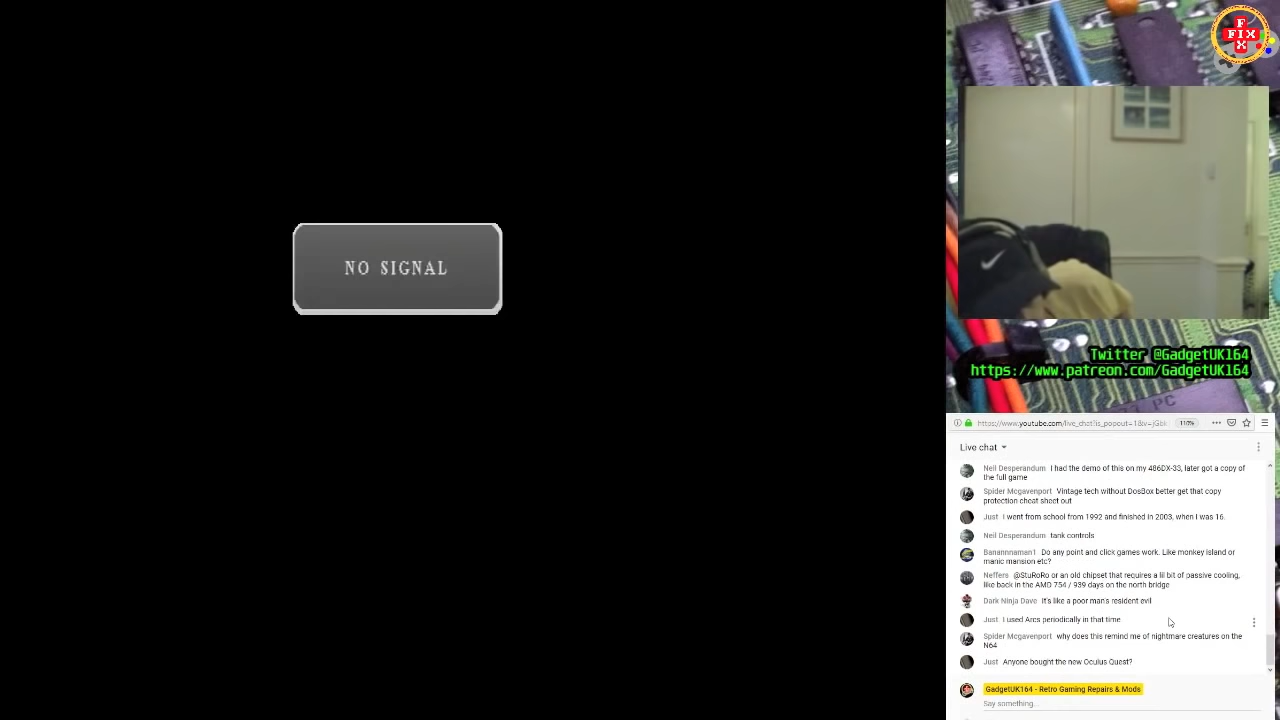 NO SIGNAL
F
FIX
X
Twitter @GadgetUK164
https://www.patreon.com/GadgetUK164
PC
110%
Live chat
Neil Desperandum I had the demo of this on my 486DX-33, later got a copy of
the full game
Spider Mcgavenport Vintage tech without DosBox better get that copy
protection cheat sheet out
Just I went from school from 1992 and finished in 2003, when I was 16.
Neil Desperandum tank controls
Banannnaman1 Do any point and click games work. Like monkey island or
manic mansion etc?
Neffers @StuRoRo or an old chipset that requires a lil bit of passive cooling,
like back in the AMD 754 / 939 days on the north bridge
Dark Ninja Dave It's like a poor man's resident evil
Just I used Arcs periodically in that time
Spider Mcgavenport why does this remind me of nightmare creatures on the
N64
Just Anyone bought the new Oculus Quest?
GadgetUK164 - Retro Gaming Repairs & Mods
Say something...